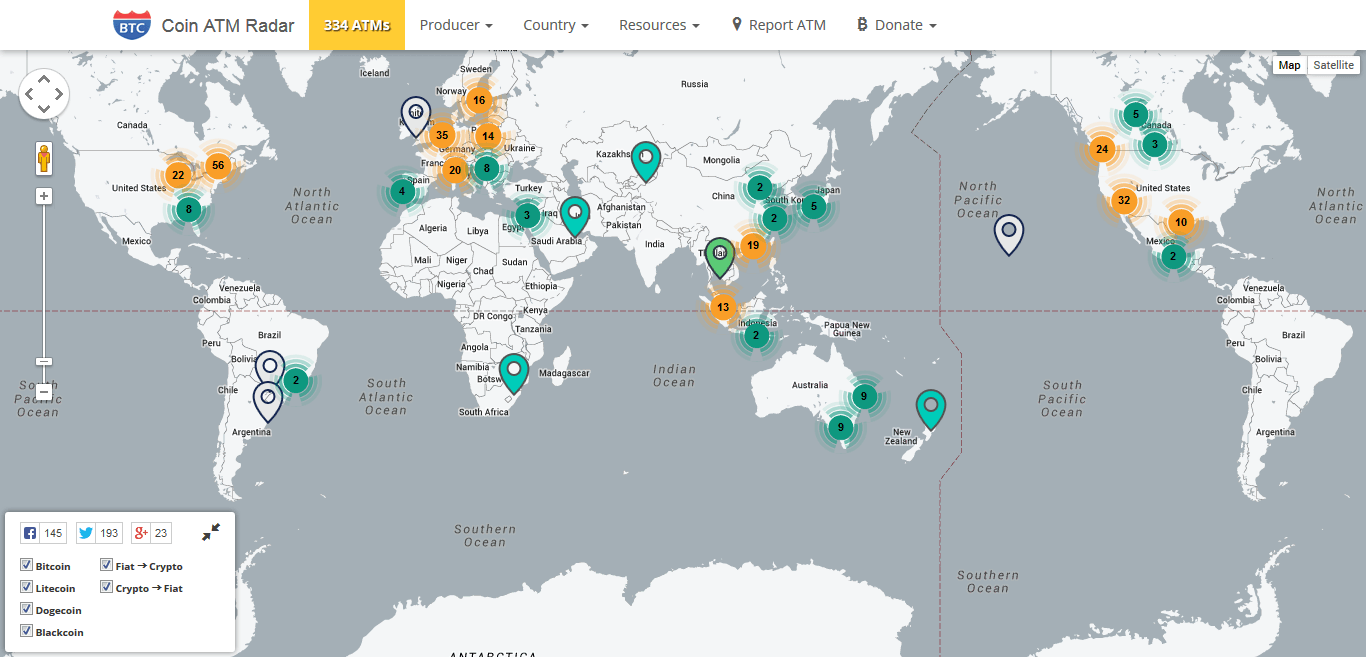 BTC Coin ATM Radar 334 ATMs Producer Country Resources Report ATM Donate
Map Satellite
Iceland
Sweden
Norway
Russia
Canada
United States
Mexico
North
Atlantic
Ocean
Venezuela
Colombia
Brazil
Peru
Bolivia
Chile
Argentina
South
Pacific
Ocean
South
Atlantic
Ocean
16
35
14
20
8
4
3
22
56
8
2
Germany
Ukraine
Spain
Turkey
Iraq
Egypt
Saudi Arabia
Algeria
Libya
Mali
Niger
Chad
Sudan
Nigeria
Ethiopia
DR Congo
Kenya
Tanzania
Angola
Namibia
Madagascar
South Africa
Kazakhs
Mongolia
China
Afghanistan
Pakistan
India
South Ko
Japan
2
2
5
19
13
2
Indonesia
Papua New
Guinea
Indian
Ocean
Australia
9
9
New
Zealand
North
Pacific
Ocean
South
Pacific
Ocean
5
3
24
32
10
2
Canada
United States
Mexico
Venezuela
Colombia
Brazil
Peru
Bolivia
Chile
Argentina
North
Atlantic
Ocean
Southern
Ocean
Southern
Ocean
ANTARCTICA
145 193 g+ 23
Bitcoin Fiat → Crypto
Litecoin Crypto → Fiat
Dogecoin
Blackcoin